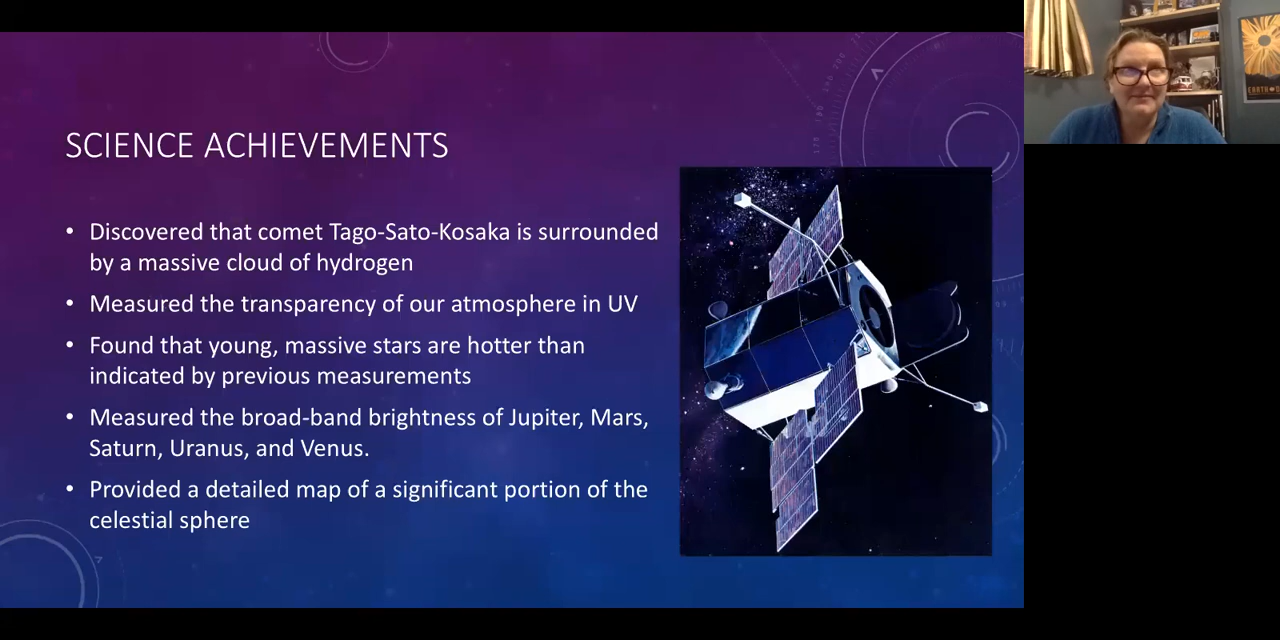 SCIENCE ACHIEVEMENTS
• Discovered that comet Tago-Sato-Kosaka is surrounded
by a massive cloud of hydrogen
• Measured the transparency of our atmosphere in UV
• Found that young, massive stars are hotter than
indicated by previous measurements
• Measured the broad-band brightness of Jupiter, Mars,
Saturn, Uranus, and Venus.
• Provided a detailed map of a significant portion of the
celestial sphere